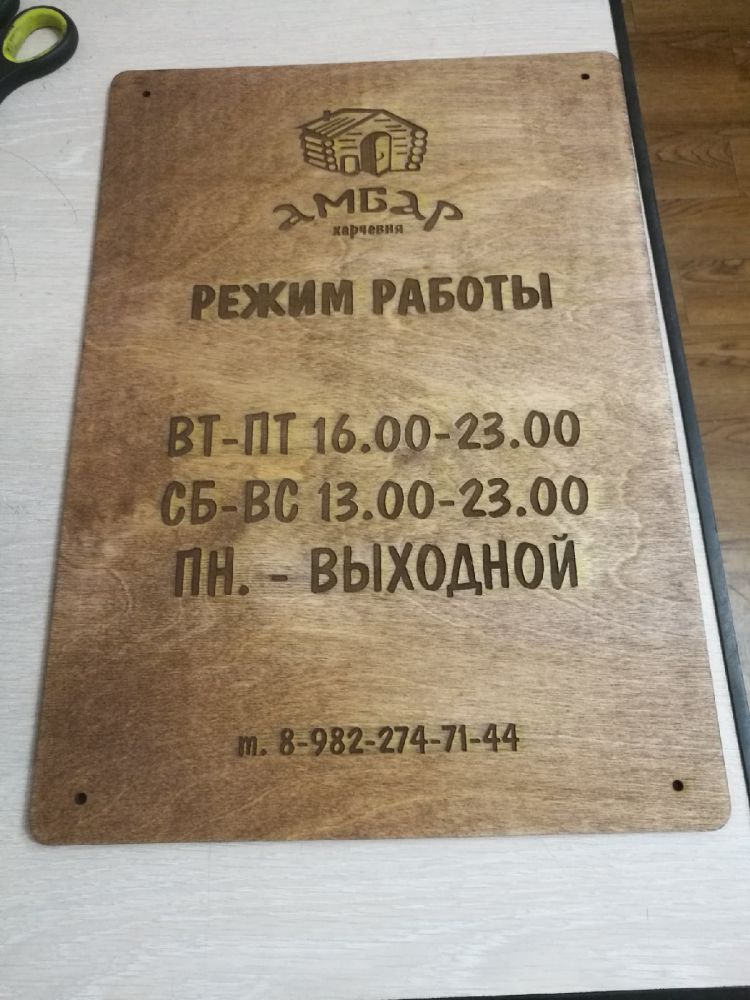 амбар
харчевня
РЕЖИМ РАБОТЫ
ВТ-ПТ 16.00-23.00
СБ-ВС 13.00-23.00
ПН. - ВЫХОДНОЙ
т. 8-982-274-71-44